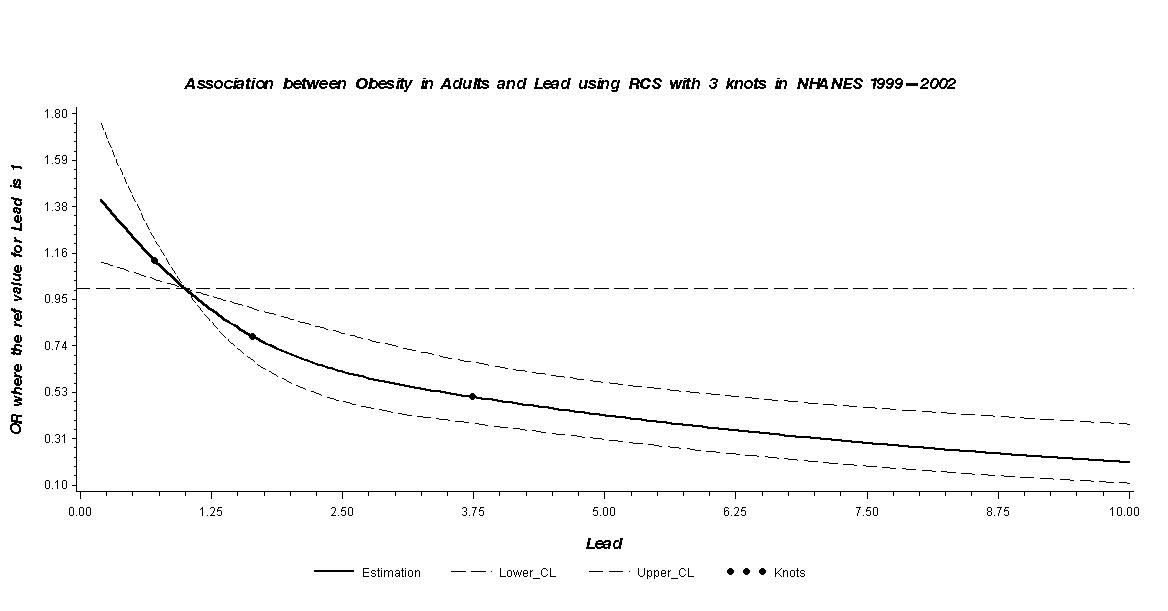 Association between Obesity in Adults and Lead using RCS with 3 knots in NHANES 1999—2002
OR where the ref value for Lead is 1
1.80
1.59
1.38
1.16
0.95
0.74
0.53
0.31
0.10
0.00 1.25 2.50 3.75 5.00 6.25 7.50 8.75 10.00
Lead
Estimation Lower_CL Upper_CL Knots